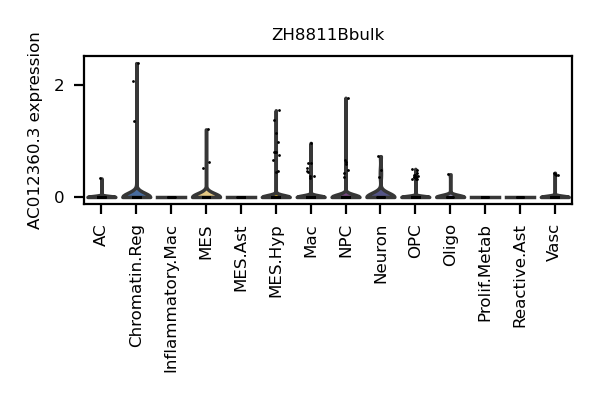 ZH8811Bbulk
AC012360.3 expression
2
0
AC
Chromatin.Reg
Inflammatory.Mac
MES
MES.Ast
MES.Hyp
Mac
NPC
Neuron
OPC
Oligo
Prolif.Metab
Reactive.Ast
Vasc